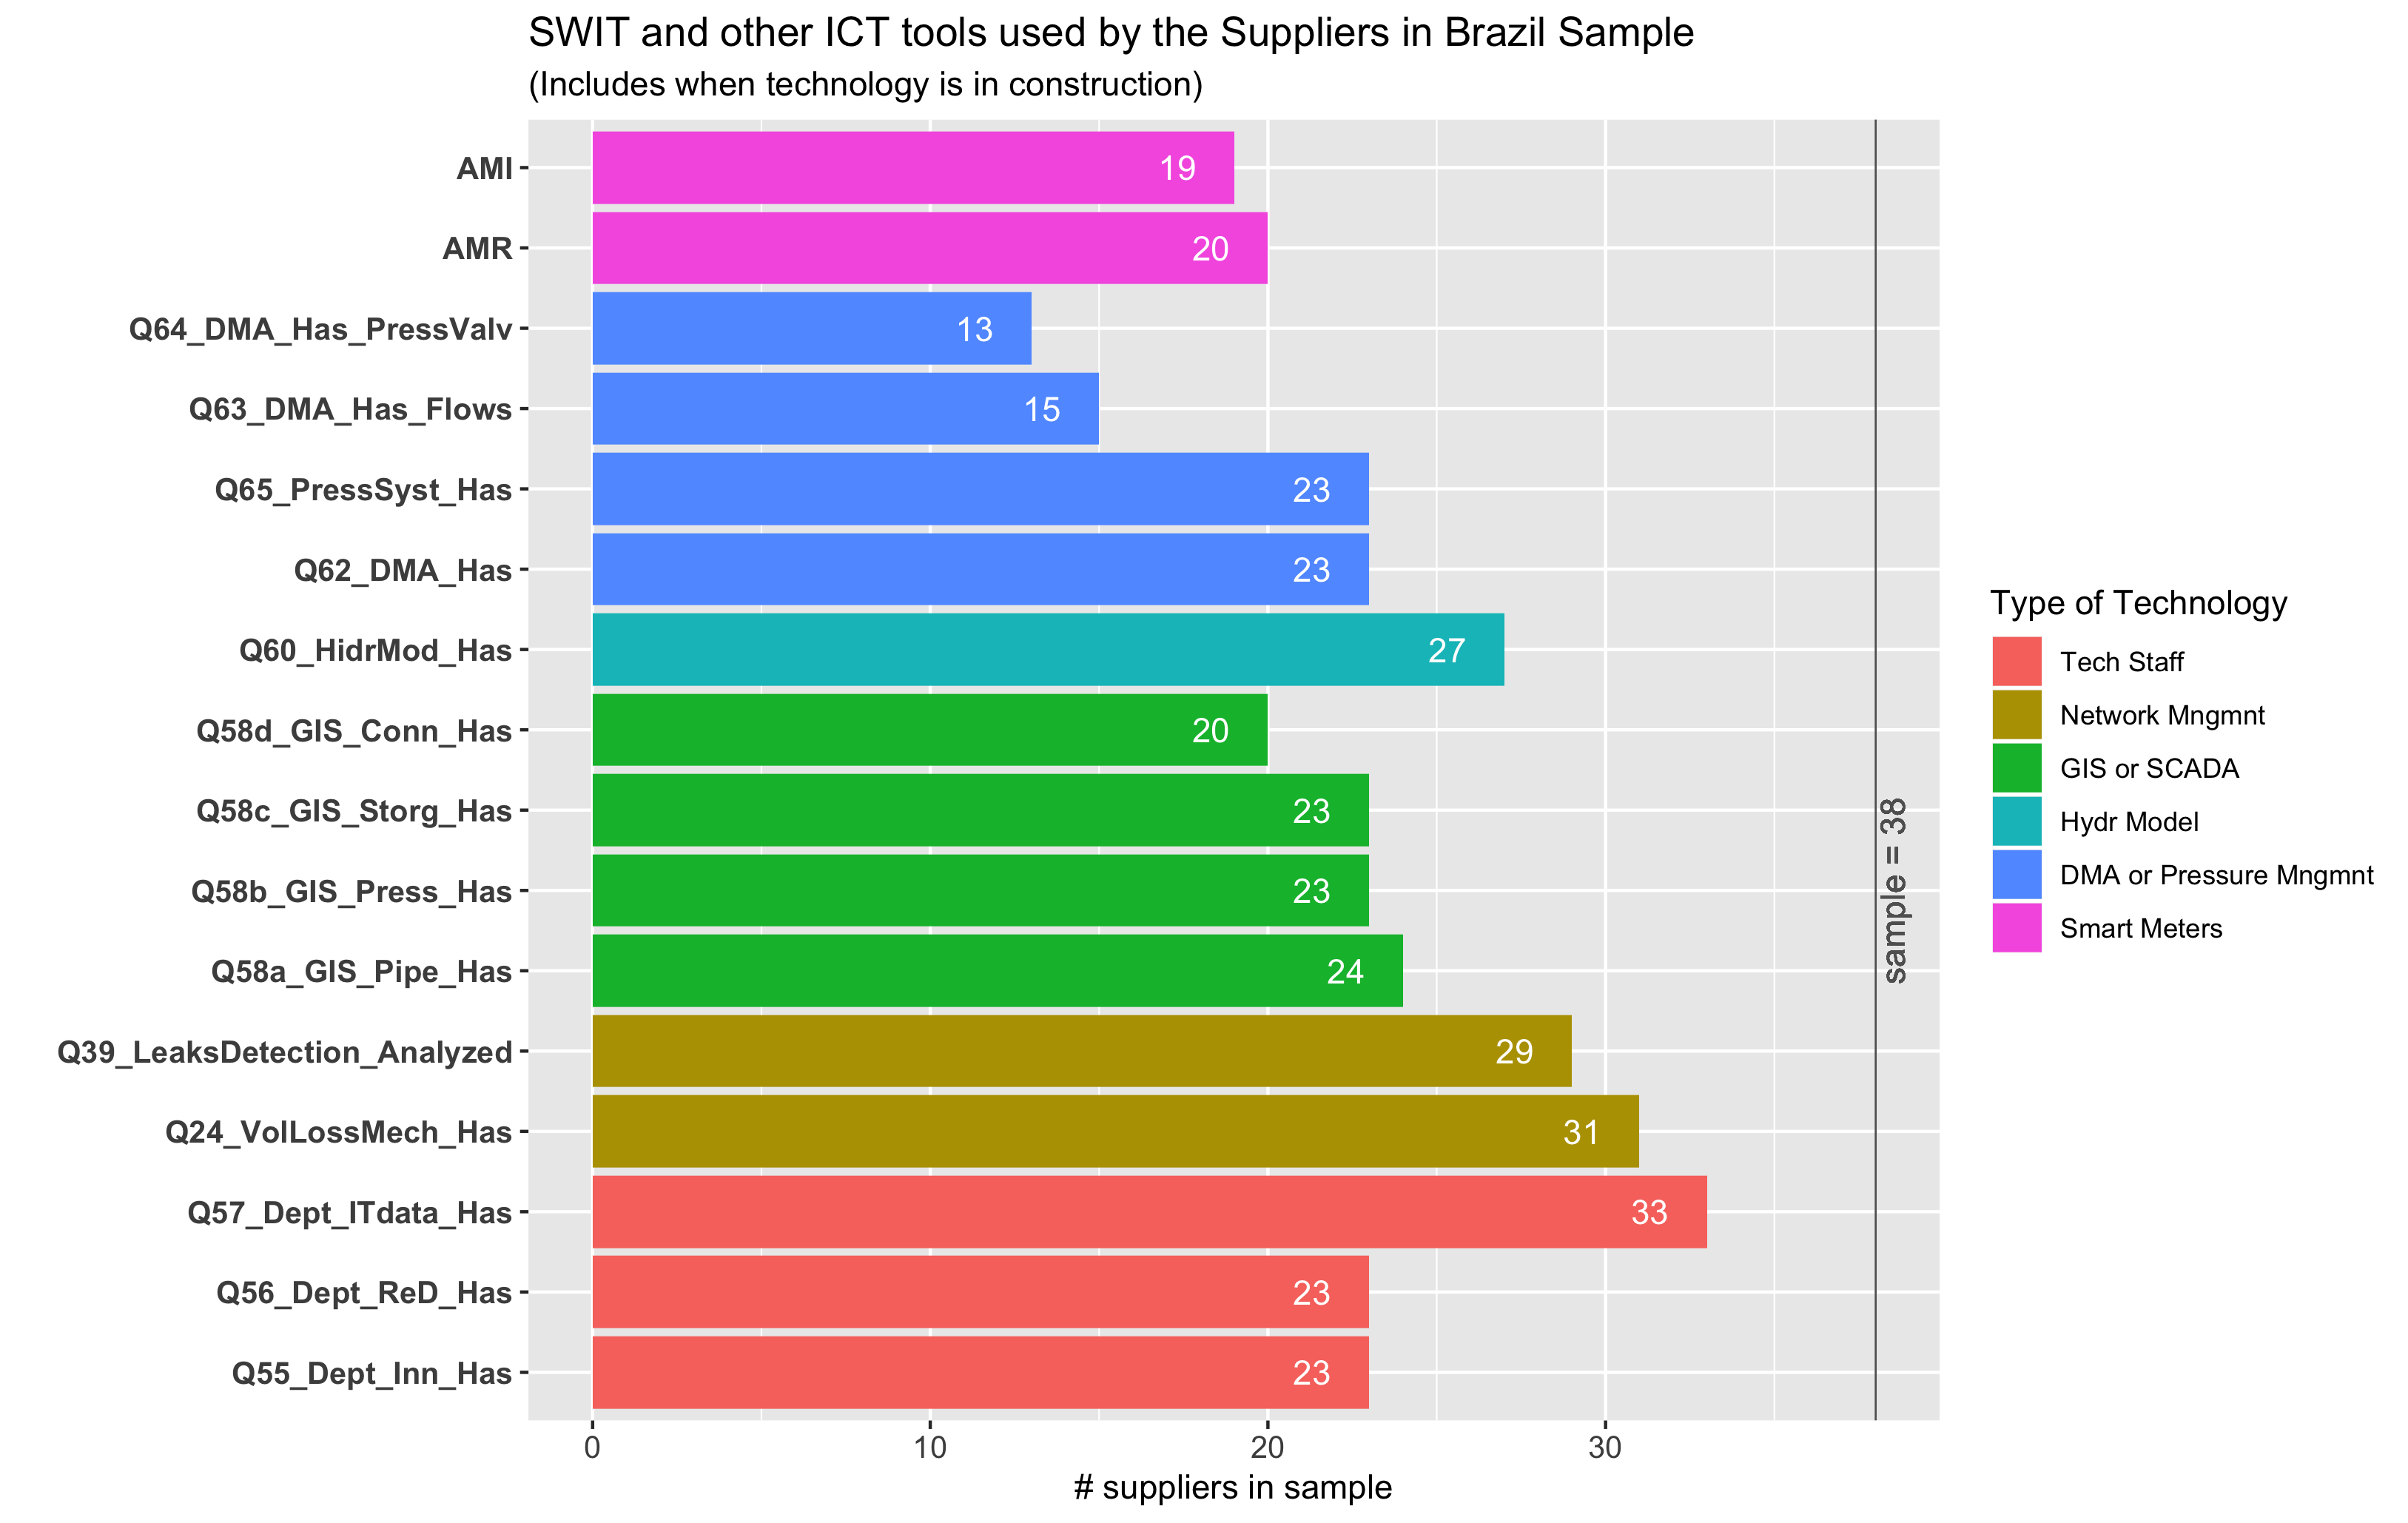 SWIT and other ICT tools used by the Suppliers in Brazil Sample
(Includes when technology is in construction)
AMI
19
AMR
20
Q64_DMA_Has_PressValv
13
Q63_DMA_Has_Flows
15
Q65_PressSyst_Has
23
Q62_DMA_Has
23
Q60_HidrMod_Has
27
Q58d_GIS_Conn_Has
20
Q58c_GIS_Storg_Has
23
Q58b_GIS_Press_Has
23
Q58a_GIS_Pipe_Has
24
Q39_LeaksDetection_Analyzed
29
Q24_VolLossMech_Has
31
Q57_Dept_ITdata_Has
33
Q56_Dept_ReD_Has
23
Q55_Dept_Inn_Has
23
sample = 38
0
10
20
30
# suppliers in sample
Type of Technology
Tech Staff
Network Mngmnt
GIS or SCADA
Hydr Model
DMA or Pressure Mngmnt
Smart Meters